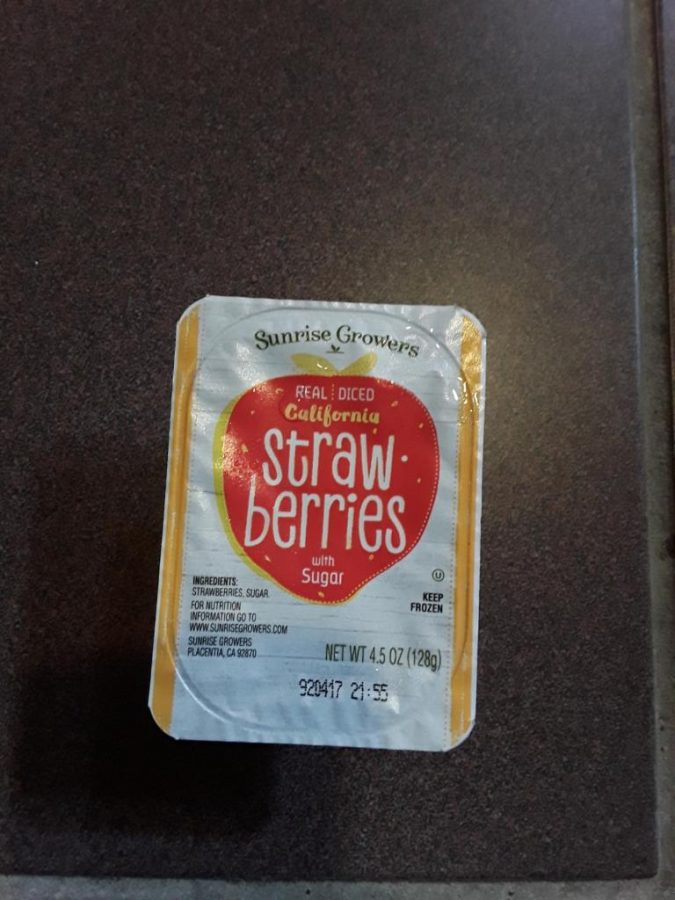 Sunrise Growers
REAL DICED
California
straw
berries
with
Sugar
U
INGREDIENTS:
STRAWBERRIES, SUGAR.
FOR NUTRITION
INFORMATION GO TO
WWW.SUNRISEGROWERS.COM
SUNRISE GROWERS
PLACENTIA, CA 92870
KEEP
FROZEN
NET WT 4.5 OZ (128g)
920417 21:55